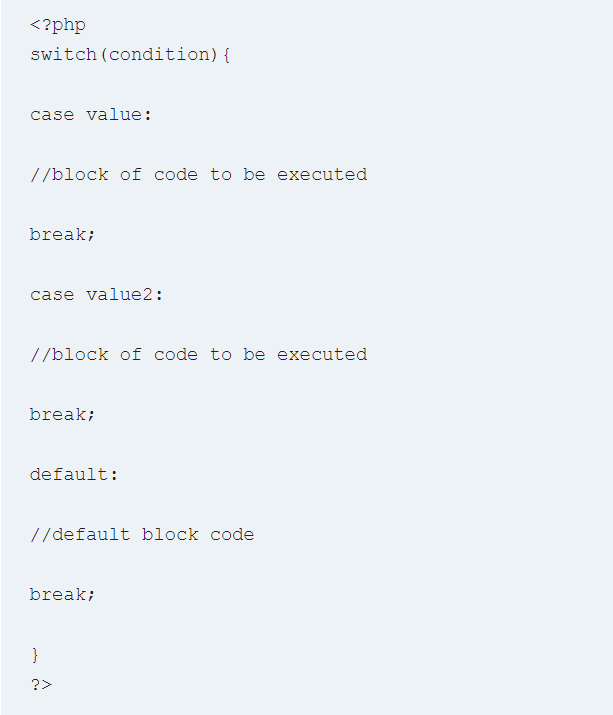 <?php
switch(condition){
case value:
//block of code to be executed
break;
case value2:
//block of code to be executed
break;
default:
//default block code
break;
}
?>